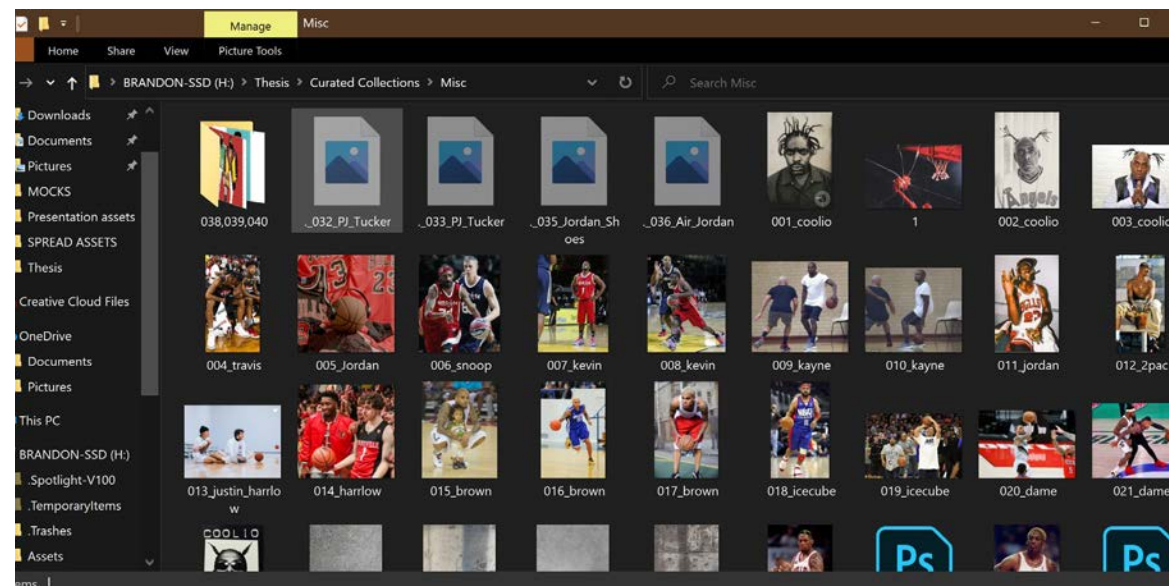 Manage
Misc
Home
Share
View
Picture Tools
BRANDON-SSD (H:) > Thesis > Curated Collections > Misc
Search Misc
Downloads
Documents
Pictures
MOCKS
Presentation assets
SPREAD ASSETS
Thesis
Creative Cloud Files
OneDrive
Documents
Pictures
This PC
BRANDON-SSD (H:)
.Spotlight-V100
.TemporaryItems
.Trashes
Assets
038,039,040
._032_PJ_Tucker
._033_PJ_Tucker
._035_Jordan_Sh
oes
._036_Air_Jordan
001_coolio
1
002_coolio
003_coolio
004_travis
005_Jordan
006_snoop
007_kevin
008_kevin
009_kayne
010_kayne
011_jordan
012_2pac
013_justin_harrlo
w
014_harrlow
015_brown
016_brown
017_brown
018_icecube
019_icecube
020_dame
021_dame
COOLIO
Ps
Ps